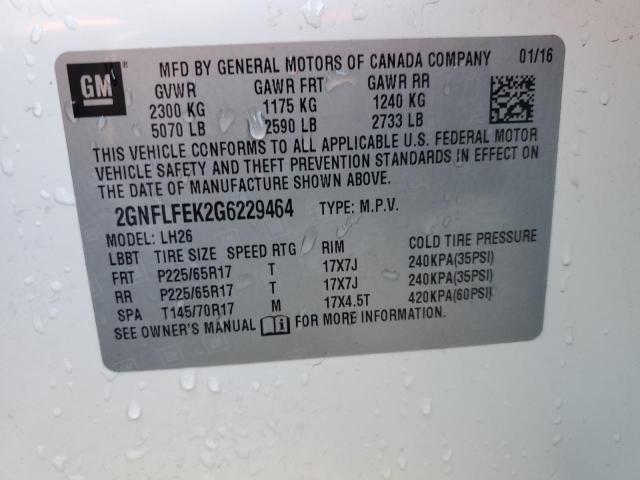 GM ®
MFD BY GENERAL MOTORS OF CANADA COMPANY 01/16
GVWR GAWR FRT GAWR RR
2300 KG 1175 KG 1240 KG
5070 LB 2590 LB 2733 LB
THIS VEHICLE CONFORMS TO ALL APPLICABLE U.S. FEDERAL MOTOR
VEHICLE SAFETY AND THEFT PREVENTION STANDARDS IN EFFECT ON
THE DATE OF MANUFACTURE SHOWN ABOVE.
2GNFLFEK2G6229464 TYPE: M.P.V.
MODEL: LH26
LBBT TIRE SIZE SPEED RTG RIM COLD TIRE PRESSURE
FRT P225/65R17 T 17X7J 240KPA(35PSI)
RR P225/65R17 T 17X7J 240KPA(35PSI)
SPA T145/70R17 M 17X4.5T 420KPA(60PSI)
SEE OWNER'S MANUAL FOR MORE INFORMATION.